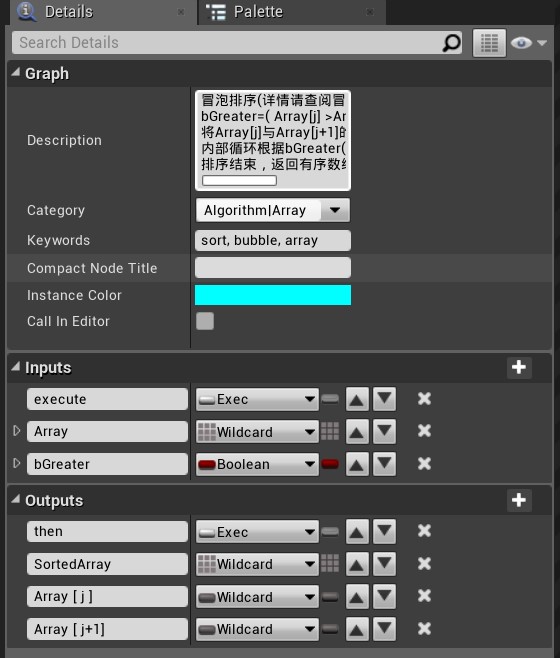 Details
Palette
Search Details
Graph
Description
冒泡排序(详情请查阅冒
bGreater=( Array[j] >Ar
将Array[j]与Array[j+1]的
内部循环根据bGreater(
排序结束，返回有序数组
Category
Algorithm|Array
Keywords
sort, bubble, array
Compact Node Title
Instance Color
Call In Editor
Inputs
execute
Exec
Array
Wildcard
bGreater
Boolean
Outputs
then
Exec
SortedArray
Wildcard
Array [ j ]
Wildcard
Array [ j+1]
Wildcard